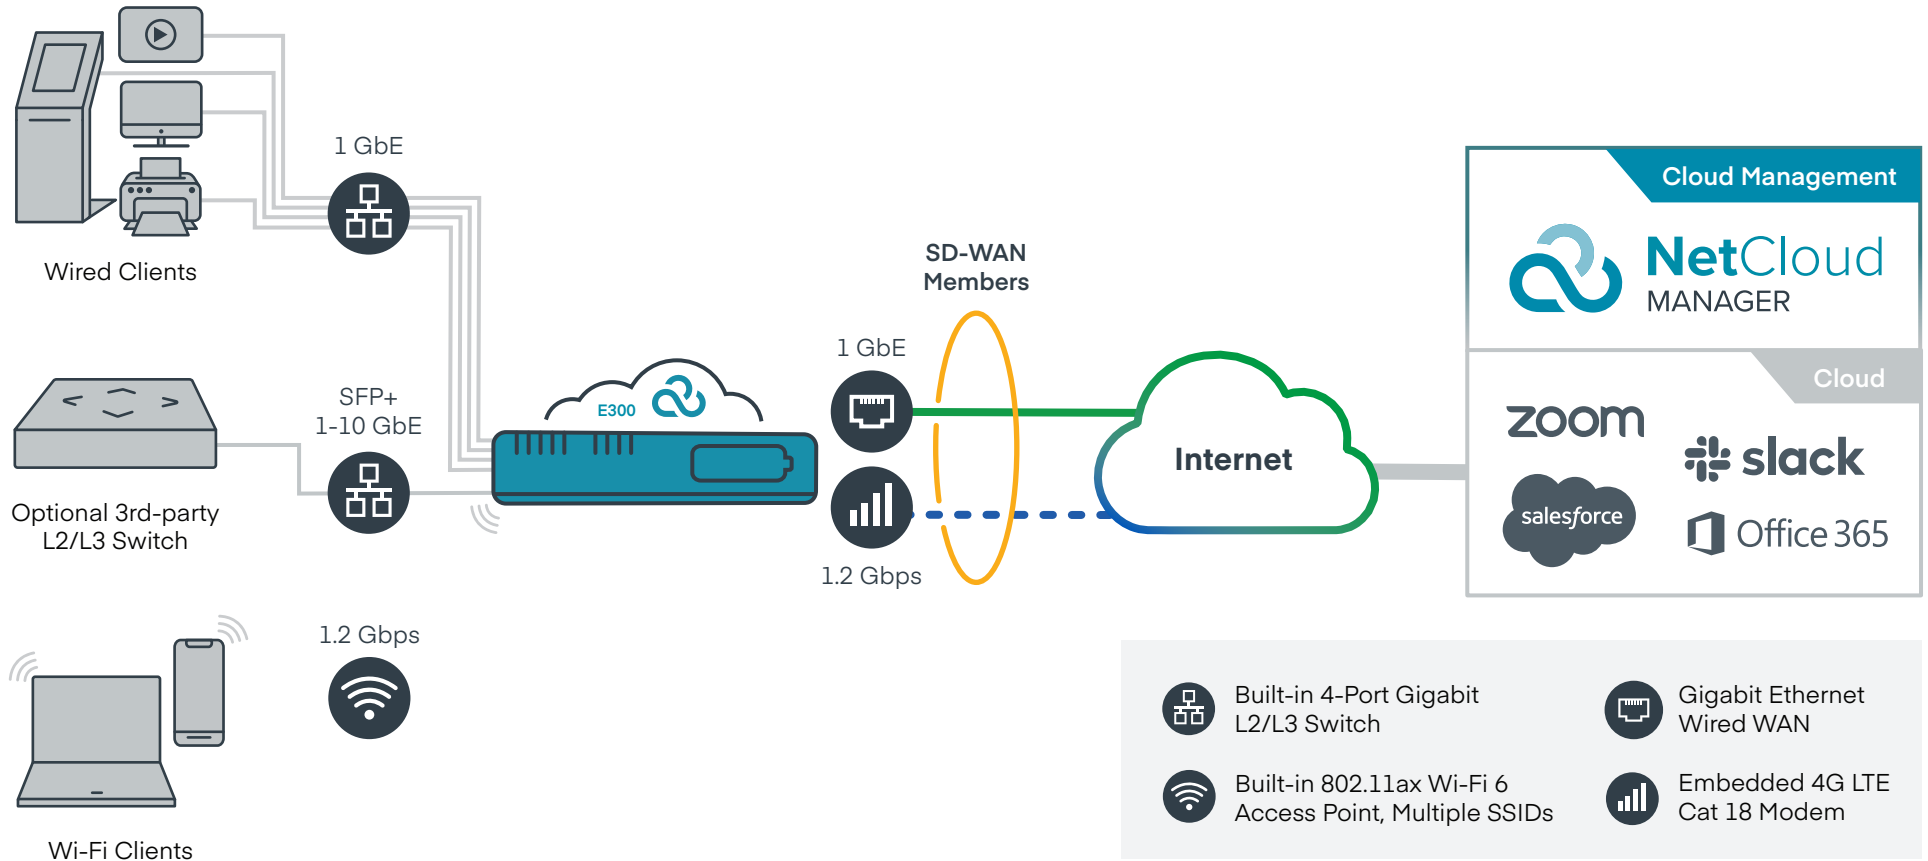 1 GbE
Wired Clients
SFP+
1-10 GbE
Optional 3rd-party
L2/L3 Switch
1.2 Gbps
Wi-Fi Clients
E300
SD-WAN
Members
1 GbE
1.2 Gbps
Internet
Cloud Management
NetCloud
MANAGER
Cloud
zoom
slack
salesforce
Office 365
Built-in 4-Port Gigabit
L2/L3 Switch
Gigabit Ethernet
Wired WAN
Built-in 802.11ax Wi-Fi 6
Access Point, Multiple SSIDs
Embedded 4G LTE
Cat 18 Modem